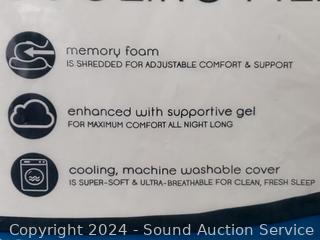 memory foam
IS SHREDDED FOR ADJUSTABLE COMFORT & SUPPORT
enhanced with supportive gel
FOR MAXIMUM COMFORT ALL NIGHT LONG
cooling, machine washable cover
IS SUPER-SOFT & ULTRA-BREATHABLE FOR CLEAN, FRESH SLEEP
Copyright 2024 - Sound Auction Service